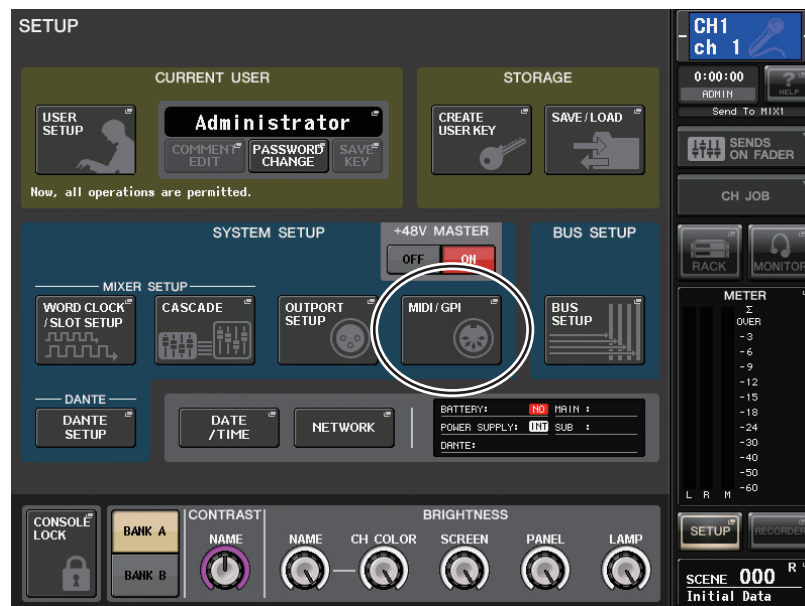 SETUP
CURRENT USER
USER
SETUP
Administrator
COMMENT
EDIT
PASSWORD
CHANGE
SAVE
KEY
Now, all operations are permitted.
STORAGE
CREATE
USER KEY
SAVE/LOAD
SYSTEM SETUP
+48V MASTER
OFF
ON
BUS SETUP
MIXER SETUP
WORD CLOCK
/SLOT SETUP
CASCADE
OUTPORT
SETUP
MIDI/GPI
BUS
SETUP
DANTE
DANTE
SETUP
DATE
/TIME
NETWORK
BATTERY: NO MAIN :
POWER SUPPLY: INT SUB :
DANTE:
CONSOLE
LOCK
BANK A
BANK B
CONTRAST
NAME
BRIGHTNESS
NAME
CH COLOR
SCREEN
PANEL
LAMP
CH1
ch 1
0:00:00
ADMIN
?
HELP
Send To MIX1
SENDS
ON FADER
CH JOB
RACK
MONITOR
METER
Σ
OVER
-3
-6
-9
-12
-15
-18
-24
-30
-40
-50
-60
L R M
SETUP
RECORDER
SCENE 000 R
Initial Data